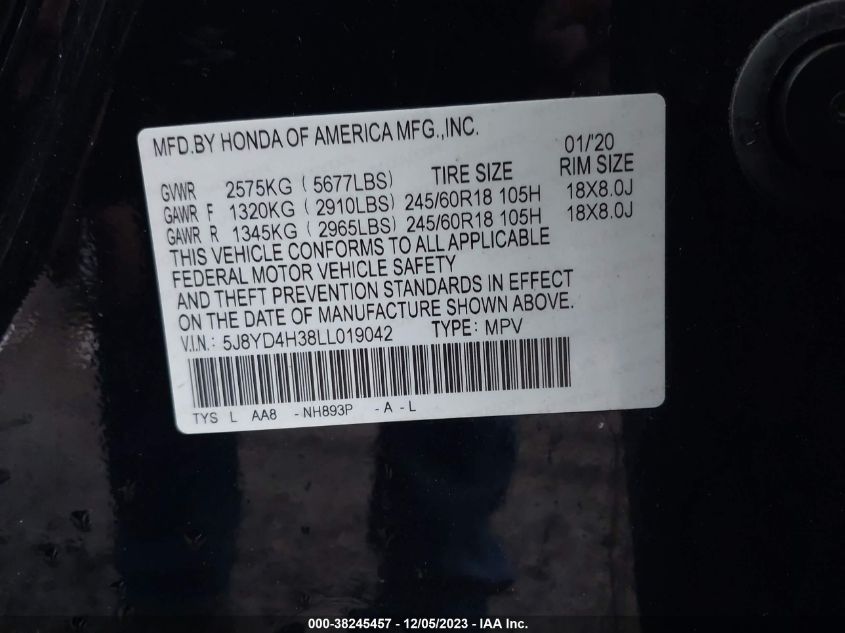 MFD.BY HONDA OF AMERICA MFG.,INC. 01/'20
GVWR 2575KG ( 5677LBS) TIRE SIZE RIM SIZE
GAWR F 1320KG ( 2910LBS) 245/60R18 105H 18X8.0J
GAWR R 1345KG ( 2965LBS) 245/60R18 105H 18X8.0J
THIS VEHICLE CONFORMS TO ALL APPLICABLE
FEDERAL MOTOR VEHICLE SAFETY
AND THEFT PREVENTION STANDARDS IN EFFECT
ON THE DATE OF MANUFACTURE SHOWN ABOVE.
V.I.N.: 5J8YD4H38LL019042 TYPE: MPV
TYS L AA8 -NH893P -A-L
000-38245457 - 12/05/2023 - IAA Inc.